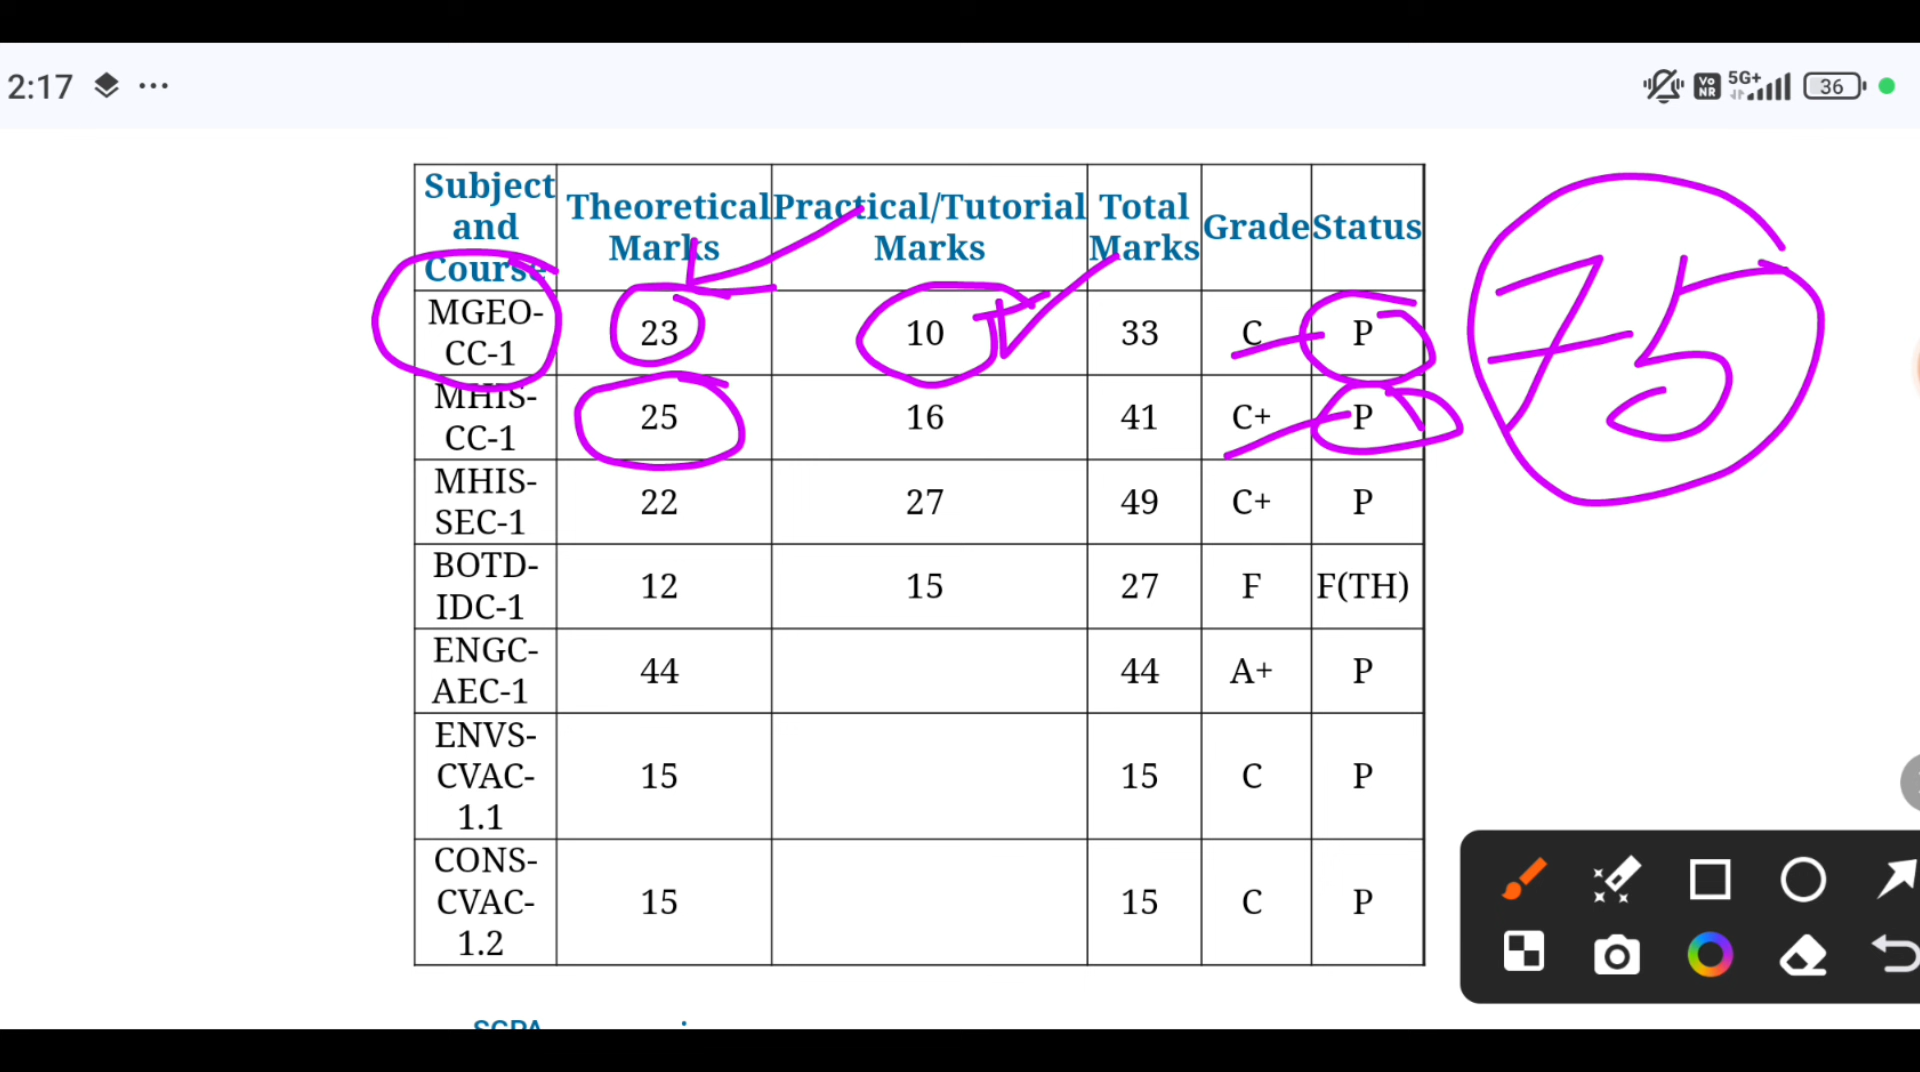 2:17 ...
Vo NR 5G+ 36
Subject and Course Theoretical Marks Practical/Tutorial Marks Total Marks Grade Status
MGEO-CC-1 23 10 33 C P
MHIS-CC-1 25 16 41 C+ P
MHIS-SEC-1 22 27 49 C+ P
BOTD-IDC-1 12 15 27 F F(TH)
ENGC-AEC-1 44 44 A+ P
ENVS-CVAC-1.1 15 15 C P
CONS-CVAC-1.2 15 15 C P
75
SGPA